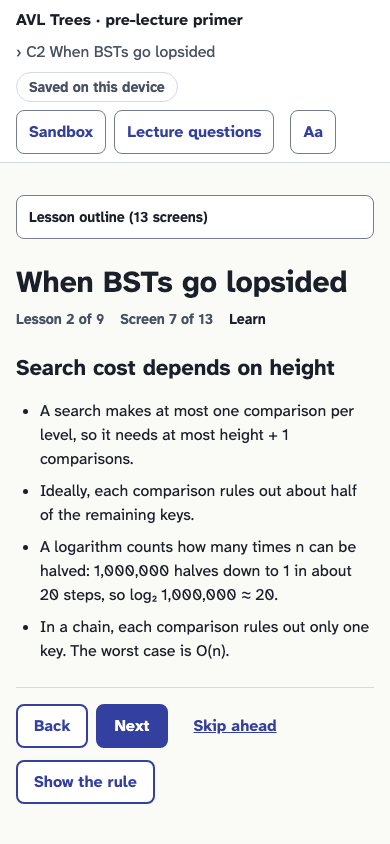 AVL Trees · pre-lecture primer
› C2 When BSTs go lopsided
Saved on this device
Sandbox
Lecture questions
Aa
Lesson outline (13 screens)
When BSTs go lopsided
Lesson 2 of 9 Screen 7 of 13 Learn
Search cost depends on height
• A search makes at most one comparison per
level, so it needs at most height + 1
comparisons.
• Ideally, each comparison rules out about half
of the remaining keys.
• A logarithm counts how many times n can be
halved: 1,000,000 halves down to 1 in about
20 steps, so log₂ 1,000,000 ≈ 20.
• In a chain, each comparison rules out only one
key. The worst case is O(n).
Back
Next
Skip ahead
Show the rule